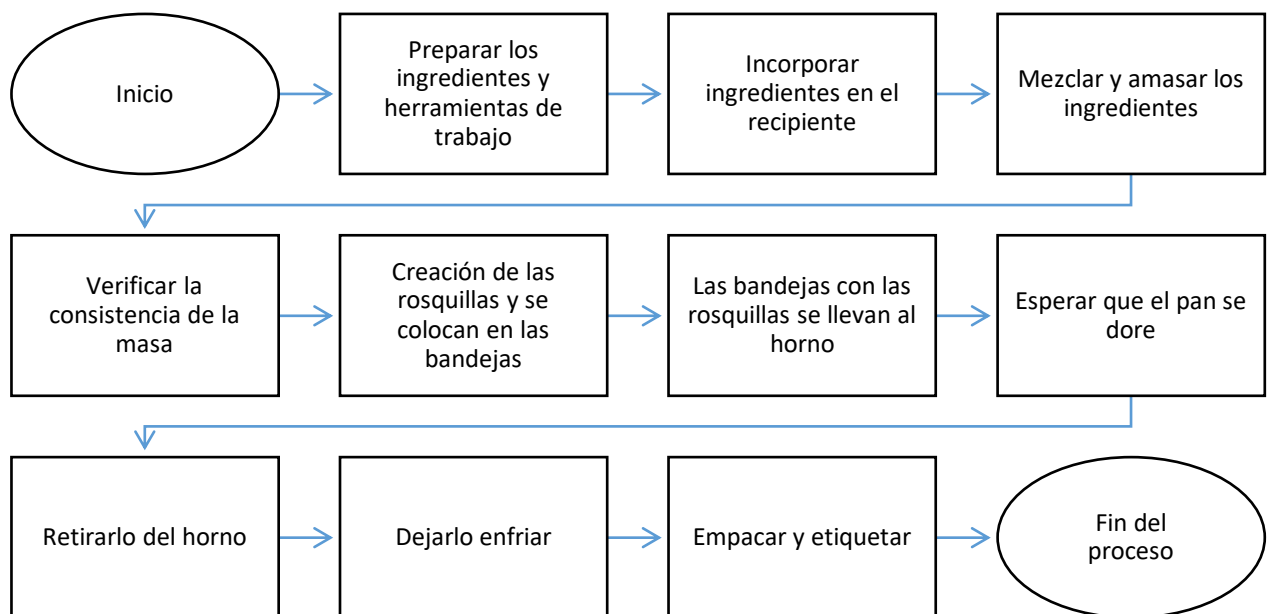 Inicio
Preparar los
ingredientes y
herramientas de
trabajo
Incorporar
ingredientes en el
recipiente
Mezclar y amasar los
ingredientes
Verificar la
consistencia de la
masa
Creación de las
rosquillas y se
colocan en las
bandejas
Las bandejas con las
rosquillas se llevan al
horno
Esperar que el pan se
dore
Retirarlo del horno
Dejarlo enfriar
Empacar y etiquetar
Fin del
proceso